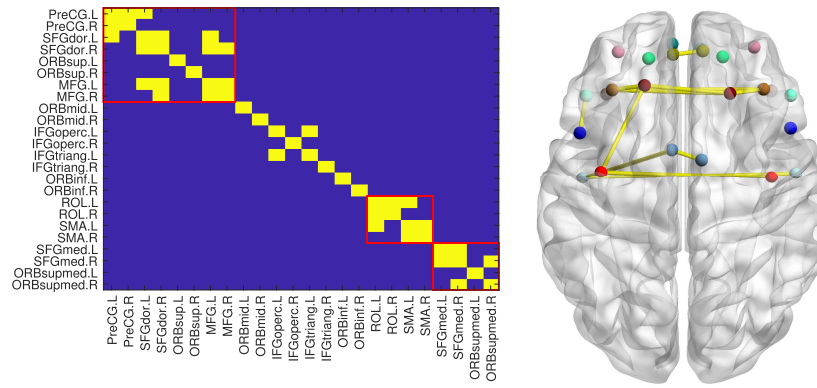 PreCG.L
PreCG.R
SFGdor.L
SFGdor.R
ORBsup.L
ORBsup.R
MFG.L
MFG.R
ORBmid.L
ORBmid.R
IFGoperc.L
IFGoperc.R
IFGtriang.L
IFGtriang.R
ORBinf.L
ORBinf.R
ROL.L
ROL.R
SMA.L
SMA.R
SFGmed.L
SFGmed.R
ORBsupmed.L
ORBsupmed.R
PreCG.L
PreCG.R
SFGdor.L
SFGdor.R
ORBsup.L
ORBsup.R
MFG.L
MFG.R
ORBmid.L
ORBmid.R
IFGoperc.L
IFGoperc.R
IFGtriang.L
IFGtriang.R
ORBinf.L
ORBinf.R
ROL.L
ROL.R
SMA.L
SMA.R
SFGmed.L
SFGmed.R
ORBsupmed.L
ORBsupmed.R